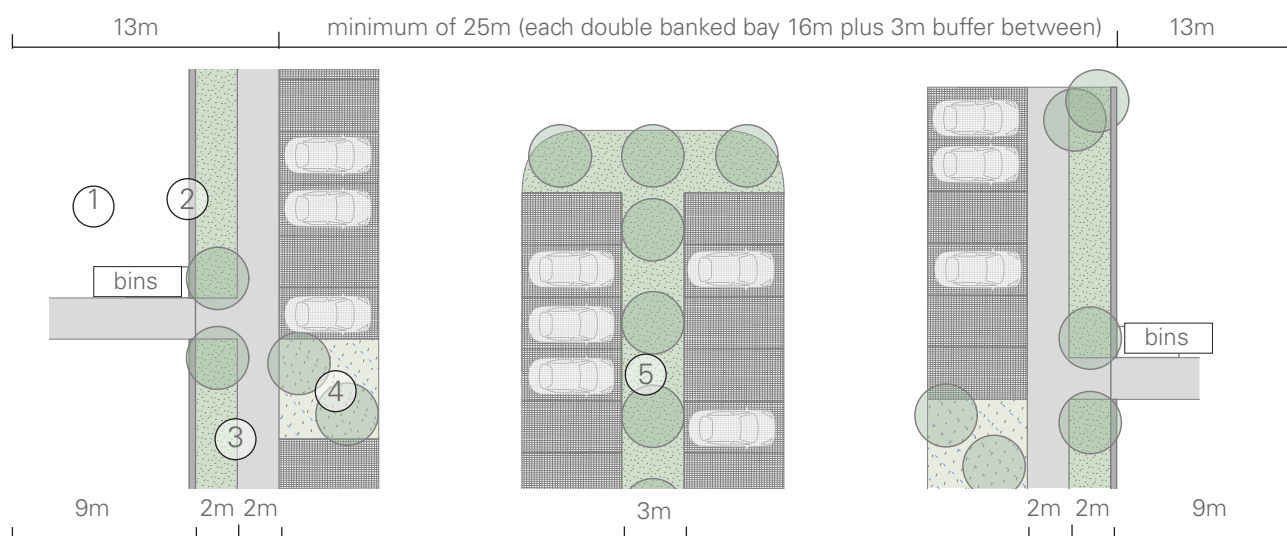 13m minimum of 25m (each double banked bay 16m plus 3m buffer between) 13m
1
2
bins
bins
5
4
3
9m 2m 2m 3m 2m 2m 9m